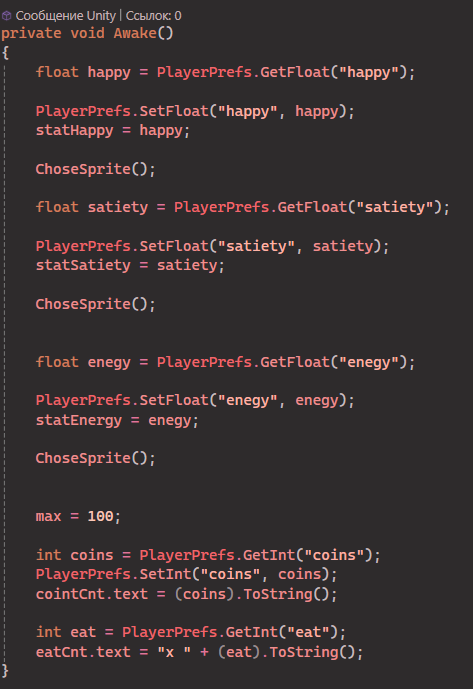 Сообщение Unity | Ссылок: 0
private void Awake()
{
float happy = PlayerPrefs.GetFloat("happy");
PlayerPrefs.SetFloat("happy", happy);
statHappy = happy;
ChoseSprite();
float satiety = PlayerPrefs.GetFloat("satiety");
PlayerPrefs.SetFloat("satiety", satiety);
statSatiety = satiety;
ChoseSprite();
float enegy = PlayerPrefs.GetFloat("enegy");
PlayerPrefs.SetFloat("enegy", enegy);
statEnergy = enegy;
ChoseSprite();
max = 100;
int coins = PlayerPrefs.GetInt("coins");
PlayerPrefs.SetInt("coins", coins);
cointCnt.text = (coins).ToString();
int eat = PlayerPrefs.GetInt("eat");
eatCnt.text = "x " + (eat).ToString();
}